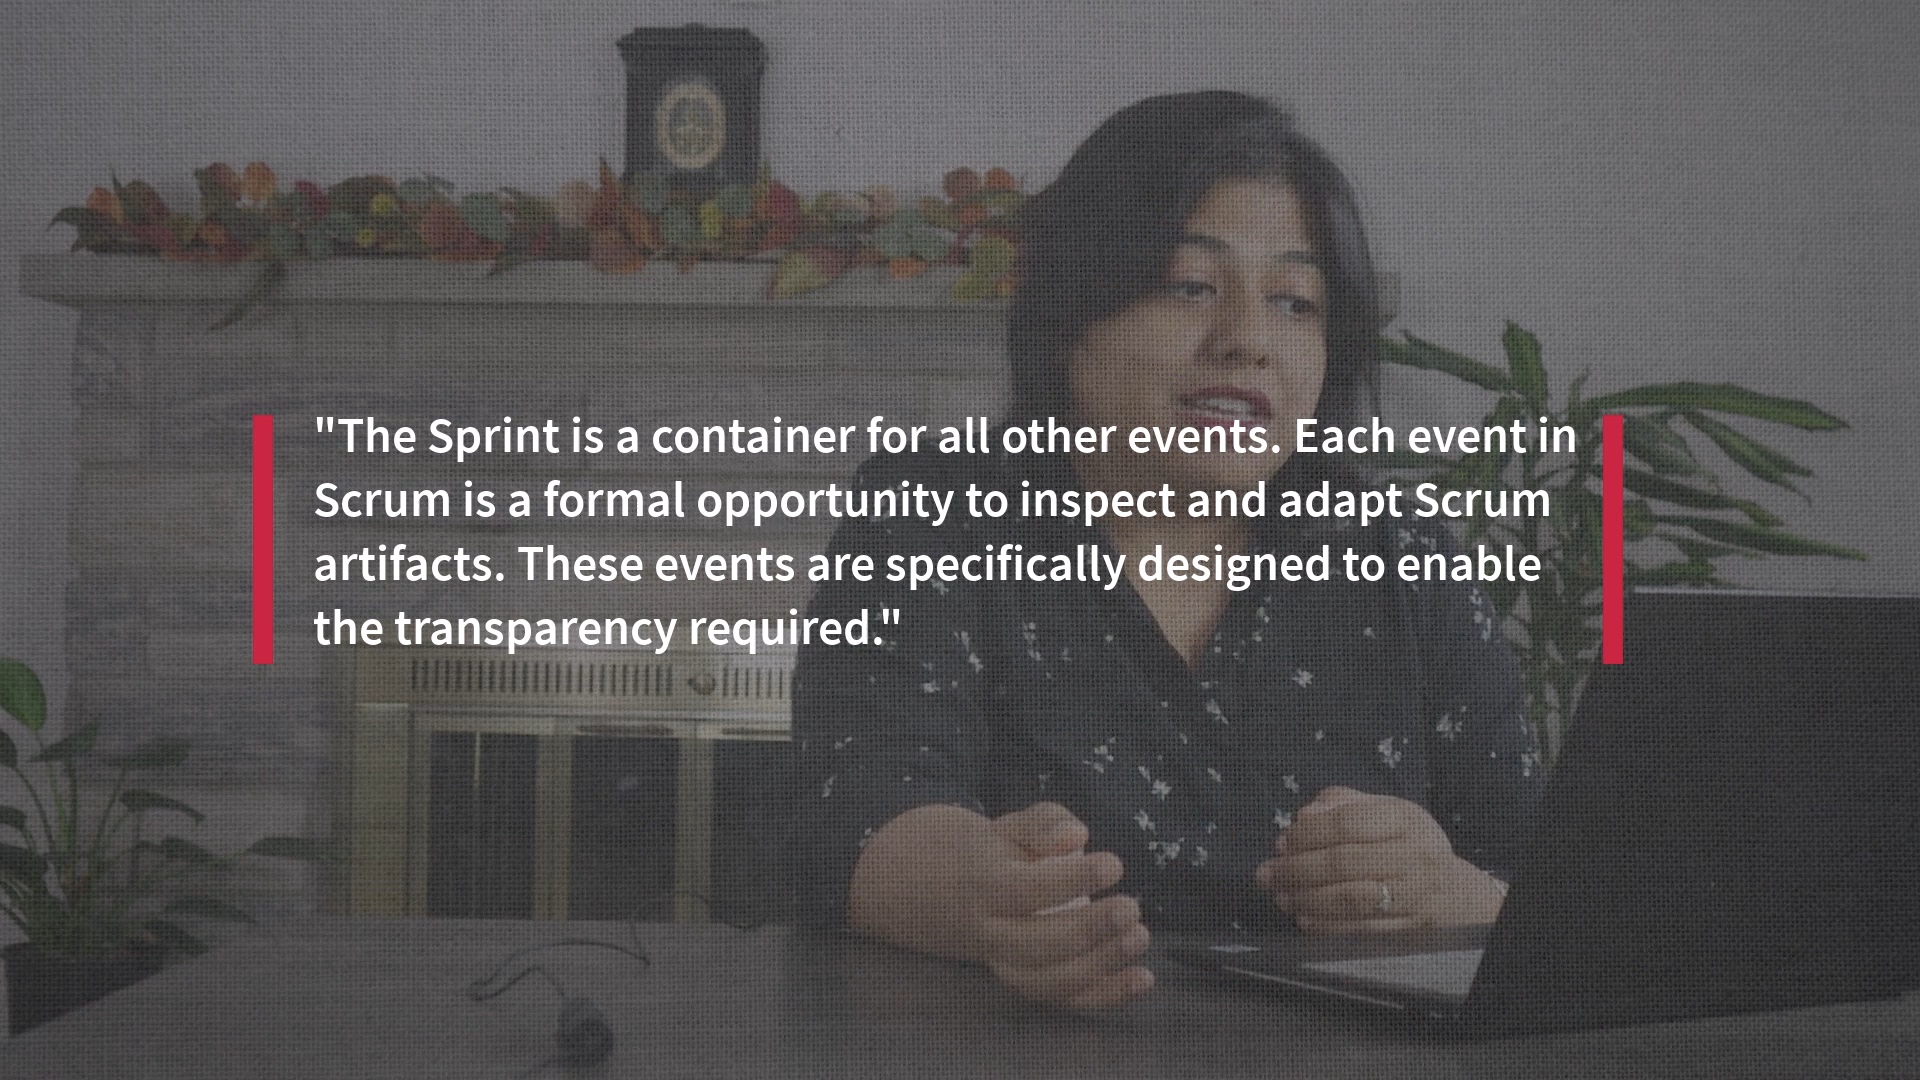 "The Sprint is a container for all other events. Each event in
Scrum is a formal opportunity to inspect and adapt Scrum
artifacts. These events are specifically designed to enable
the transparency required."